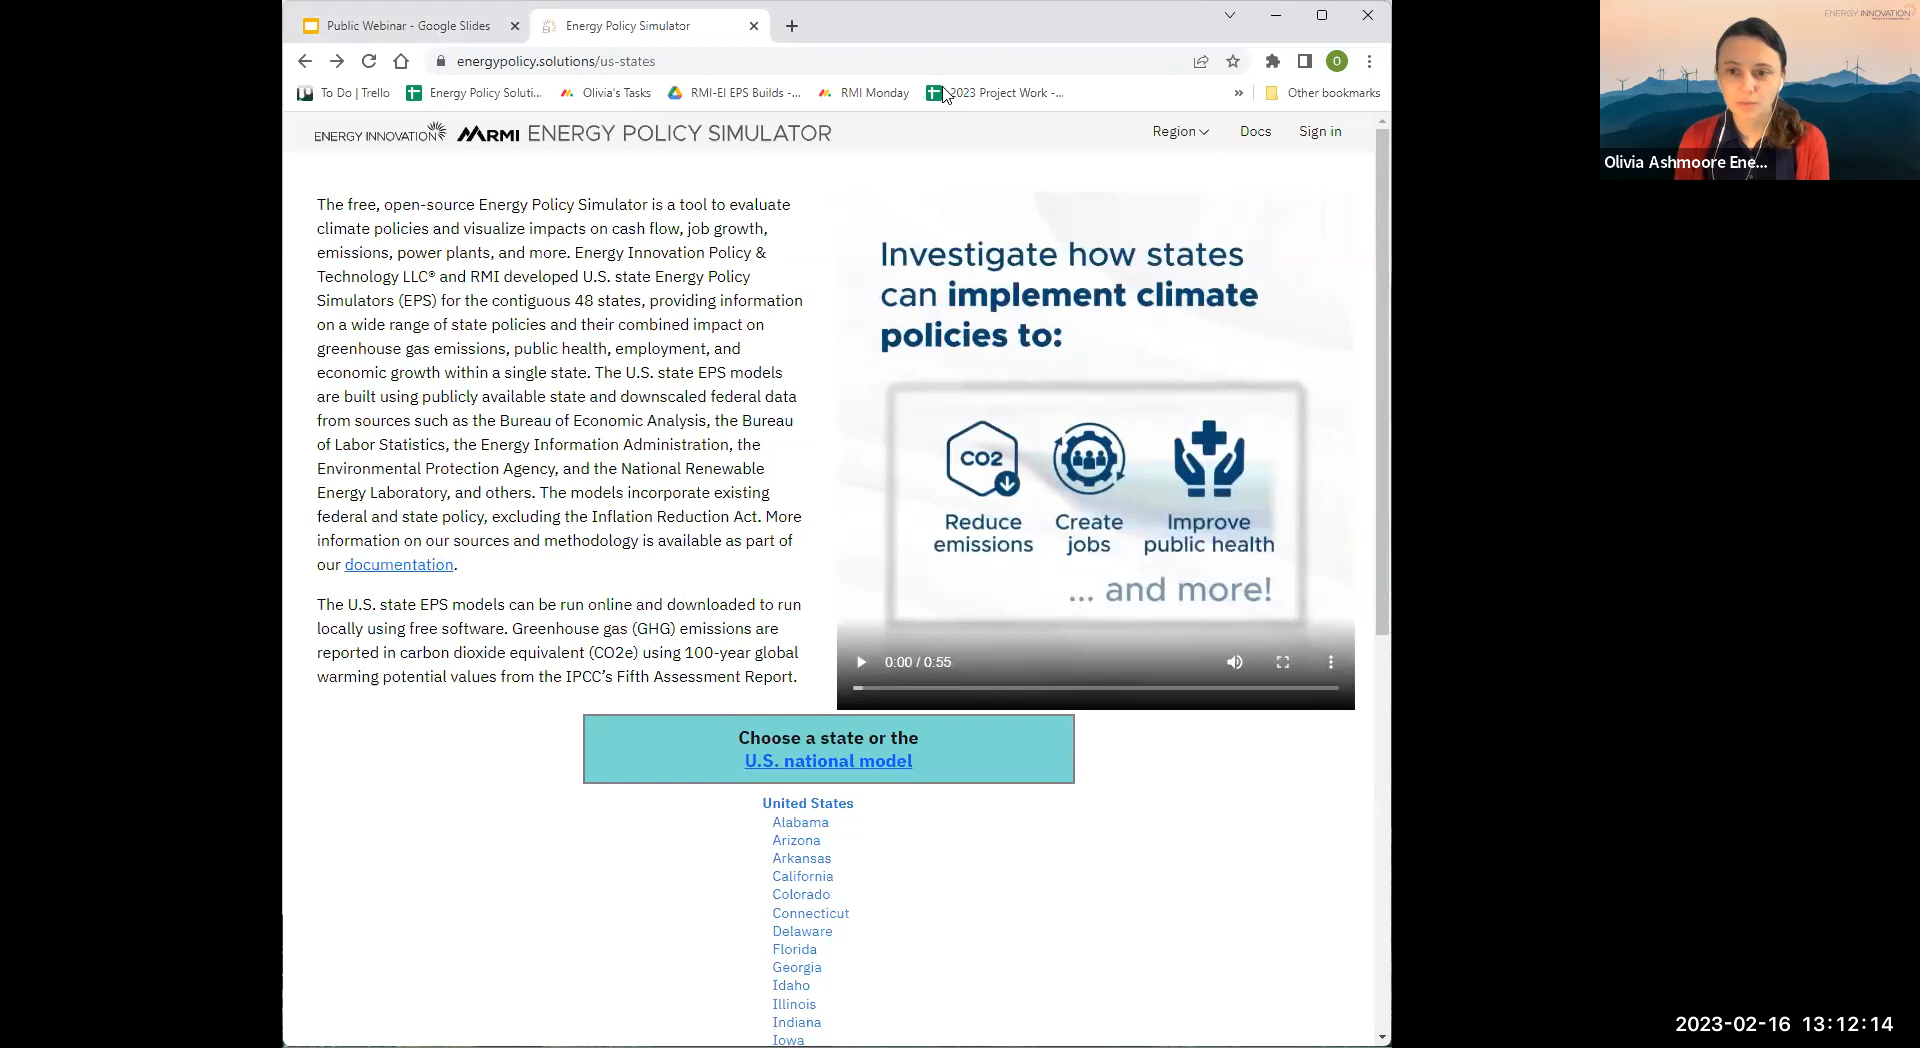 Public Webinar - Google Slides
Energy Policy Simulator
energypolicy.solutions/us-states
O
To Do | Trello
Energy Policy Soluti...
Olivia's Tasks
RMI-EI EPS Builds -...
RMI Monday
2023 Project Work -...
Other bookmarks
ENERGY INNOVATION RMI ENERGY POLICY SIMULATOR
Region
Docs
Sign in
The free, open-source Energy Policy Simulator is a tool to evaluate
climate policies and visualize impacts on cash flow, job growth,
emissions, power plants, and more. Energy Innovation Policy &
Technology LLC® and RMI developed U.S. state Energy Policy
Simulators (EPS) for the contiguous 48 states, providing information
on a wide range of state policies and their combined impact on
greenhouse gas emissions, public health, employment, and
economic growth within a single state. The U.S. state EPS models
are built using publicly available state and downscaled federal data
from sources such as the Bureau of Economic Analysis, the Bureau
of Labor Statistics, the Energy Information Administration, the
Environmental Protection Agency, and the National Renewable
Energy Laboratory, and others. The models incorporate existing
federal and state policy, excluding the Inflation Reduction Act. More
information on our sources and methodology is available as part of
our documentation.
The U.S. state EPS models can be run online and downloaded to run
locally using free software. Greenhouse gas (GHG) emissions are
reported in carbon dioxide equivalent (CO2e) using 100-year global
warming potential values from the IPCC’s Fifth Assessment Report.
Investigate how states
can implement climate
policies to:
CO2
Reduce
emissions
Create
jobs
Improve
public health
... and more!
0:00 / 0:55
Choose a state or the
U.S. national model
United States
Alabama
Arizona
Arkansas
California
Colorado
Connecticut
Delaware
Florida
Georgia
Idaho
Illinois
Indiana
Iowa
ENERGY INNOVATION
Olivia Ashmoore Ene...
2023-02-16 13:12:14